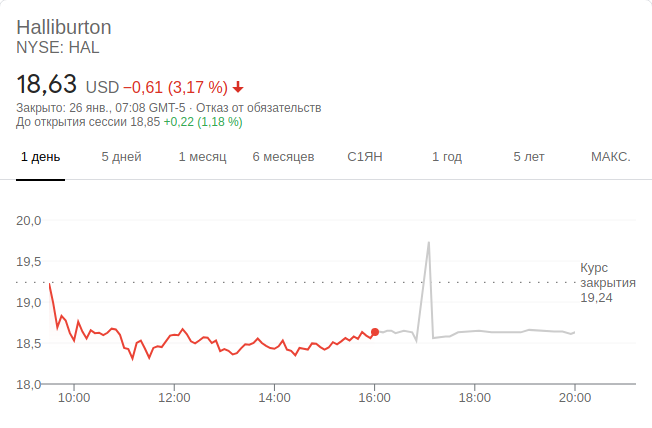 Halliburton
NYSE: HAL
18,63 USD −0,61 (3,17 %)
Закрыто: 26 янв., 07:08 GMT-5 · Отказ от обязательств
До открытия сессии 18,85 +0,22 (1,18 %)
1 день 5 дней 1 месяц 6 месяцев С1ЯН 1 год 5 лет МАКС.
20,0
19,5
Курс
закрытия
19,24
19,0
18,5
18,0
10:00 12:00 14:00 16:00 18:00 20:00